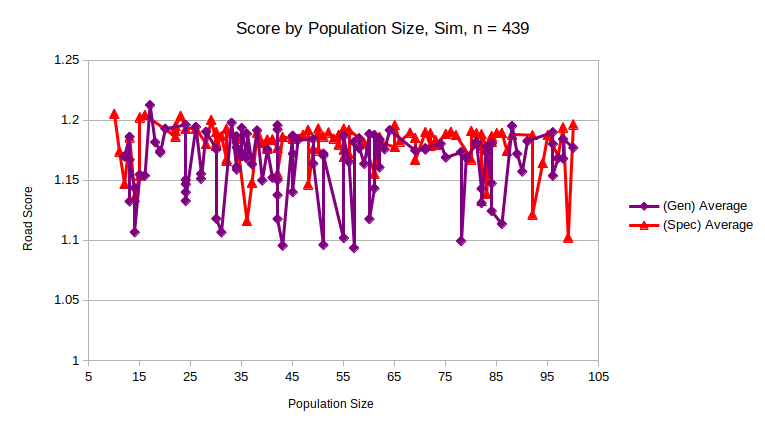 Score by Population Size, Sim, n = 439
1.25
1.2
1.15
1.1
1.05
1
Road Score
5 15 25 35 45 55 65 75 85 95 105
Population Size
(Gen) Average
(Spec) Average